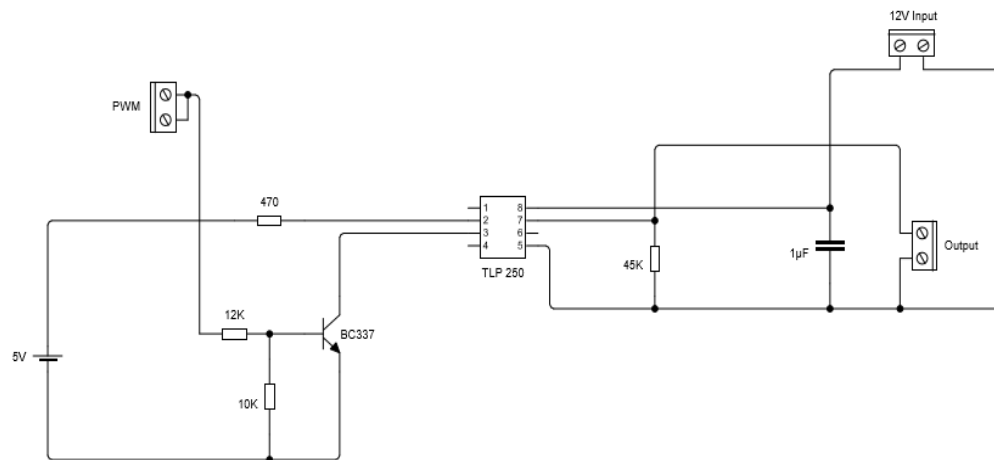 12V Input
PWM
470
1 8
2 7
3 6
4 5
TLP 250
45K
1µF
Output
12K
BC337
5V
10K